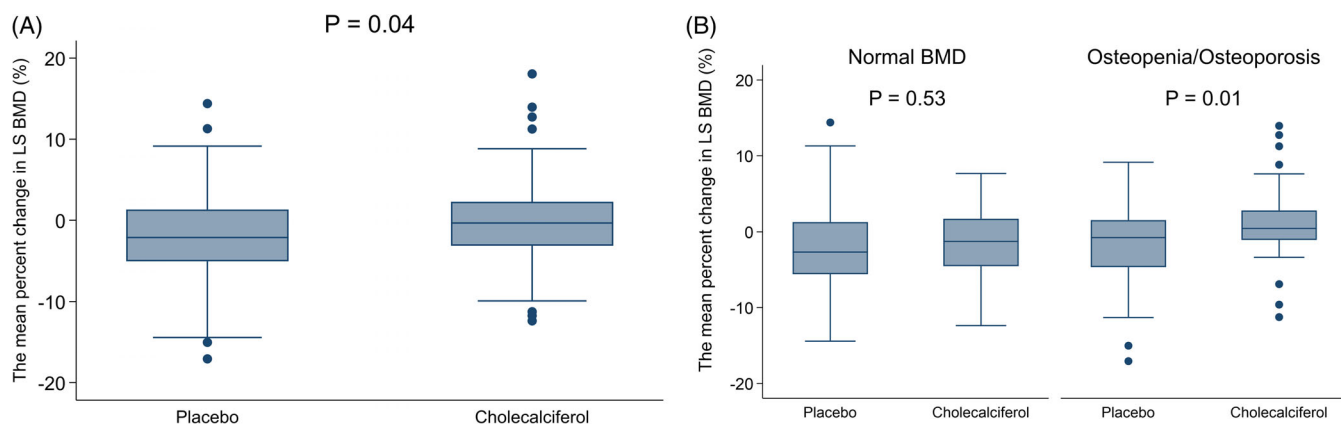 (A)
P = 0.04
The mean percent change in LS BMD (%)
20
10
0
-10
-20
Placebo
Cholecalciferol
(B)
Normal BMD
Osteopenia/Osteoporosis
P = 0.53
P = 0.01
The mean percent change in LS BMD (%)
20
10
0
-10
-20
Placebo
Cholecalciferol
Placebo
Cholecalciferol